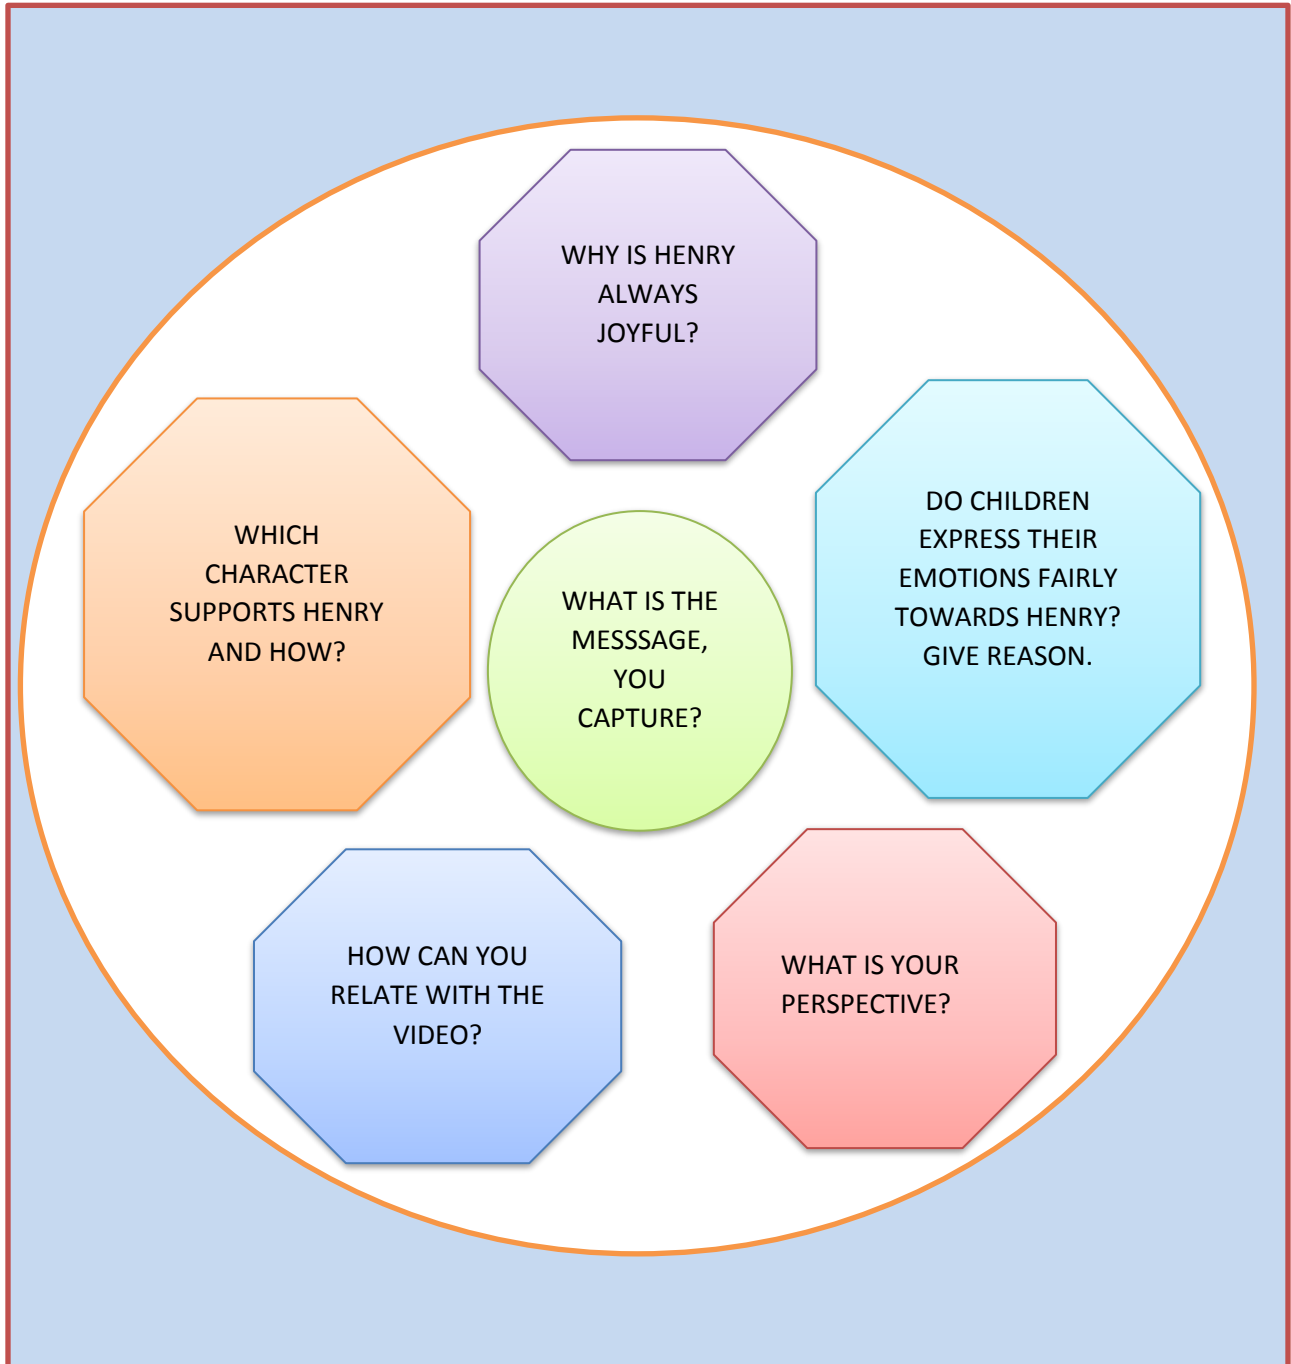 WHY IS HENRY
ALWAYS
JOYFUL?
WHICH
CHARACTER
SUPPORTS HENRY
AND HOW?
DO CHILDREN
EXPRESS THEIR
EMOTIONS FAIRLY
TOWARDS HENRY?
GIVE REASON.
WHAT IS THE
MESSSAGE,
YOU
CAPTURE?
HOW CAN YOU
RELATE WITH THE
VIDEO?
WHAT IS YOUR
PERSPECTIVE?